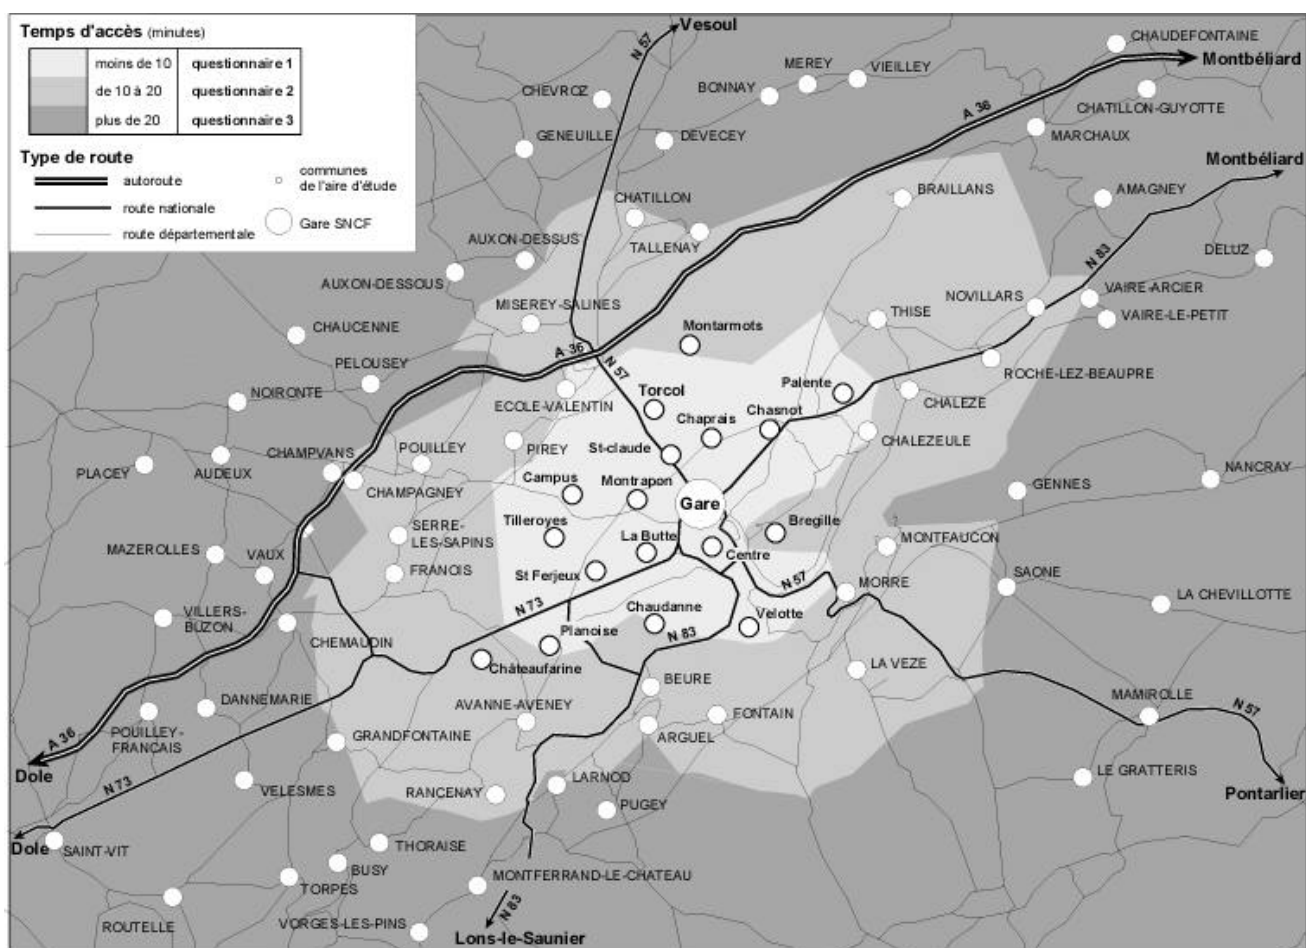 Temps d'accès (minutes)
moins de 10 questionnaire 1
de 10 à 20 questionnaire 2
plus de 20 questionnaire 3
Type de route
autoroute
route nationale
route départementale
communes
de l'aire d'étude
Gare SNCF
Vesoul
N 57
CHAUDEFONTAINE
Montbéliard
MEREY
VIEILLEY
BONNAY
CHEVROZ
CHATILLON-GUYOTTE
A 36
DEVECEY
GENEUILLE
MARCHAUX
Montbéliard
CHATILLON
BRAILLANS
AMAGNEY
AUXON-DESSUS
TALLENAY
N 83
DELUZ
AUXON-DESSOUS
MISEREY-SALINES
NOVILLARS
VAIRE-ARCIER
THISE
VAIRE-LE-PETIT
CHAUCENNE
Montarmots
A 36
N 57
PELOUSEY
ROCHE-LEZ-BEAUPRE
Palente
NOIRONTE
ECOLE-VALENTIN
Torcol
CHALEZE
Chaprais
Chasnot
CHALEZEULE
POUILLEY
PIREY
St-claude
CHAMPVANS
PLACEY
AUDEUX
NANCRAY
CHAMPAGNEY
Campus
Montrapon
GENNES
Gare
Tilleroyes
Bregille
SERRE-
LES-SAPINS
La Butte
MONTFAUCON
MAZEROLLES
Centre
VAUX
FRANOIS
St Ferjeux
N 57
MORRE
SAONE
LA CHEVILLOTTE
VILLERS-
BUZON
N 73
Chaudanne
Velotte
CHEMAUDIN
Planoise
N 83
Châteaufarine
LA VEZE
BEURE
DANNEMARIE
AVANNE-AVENEY
MAMIROLLE
N 57
FONTAIN
POUILLEY-
FRANCAIS
GRANDFONTAINE
ARGUEL
A 36
Dole
N 73
VELESMES
LARNOD
LE GRATTERIS
RANCENAY
PUGEY
Pontarlier
Dole
SAINT-VIT
THORAISE
BUSY
MONTFERRAND-LE-CHATEAU
TORPES
N 83
ROUTELLE
VORGES-LES-PINS
Lons-le-Saunier